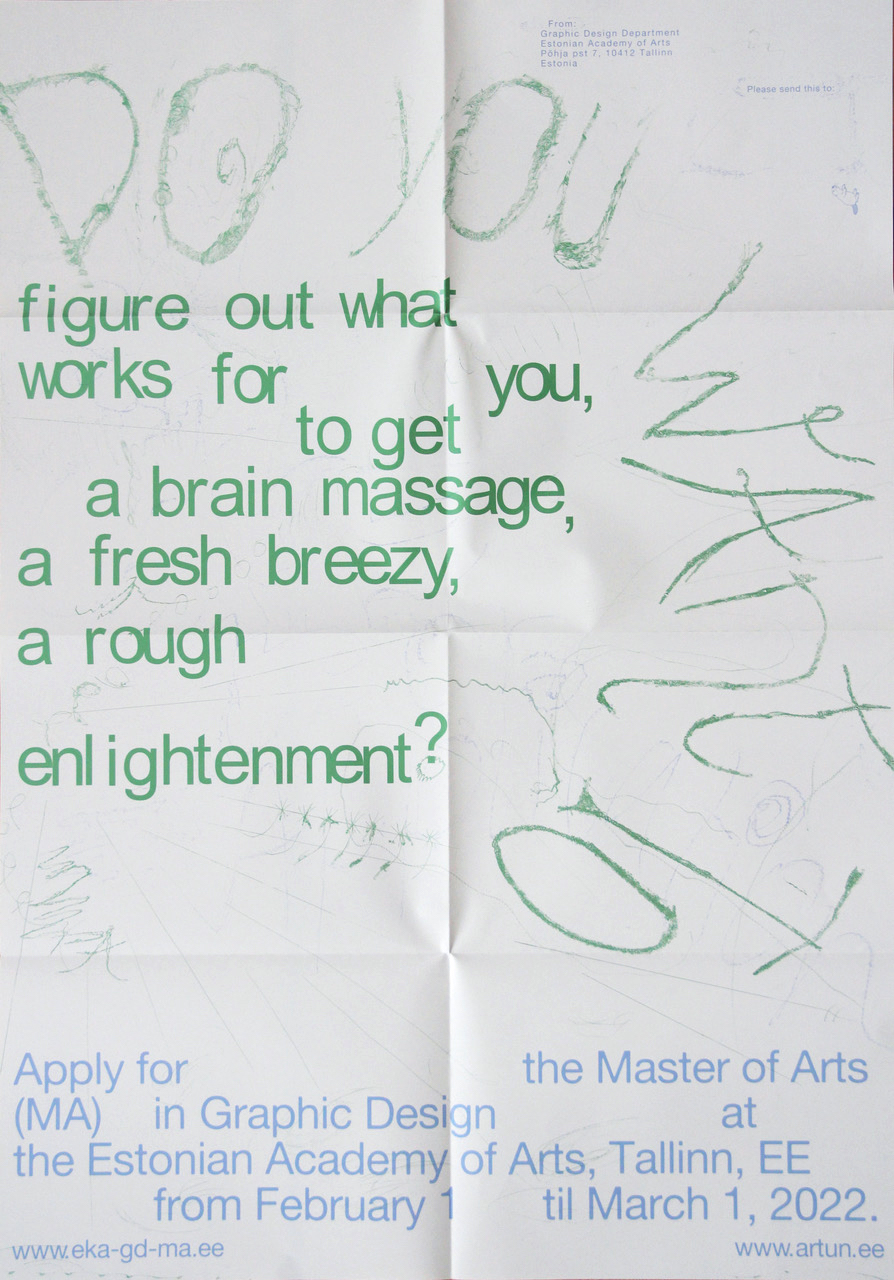 From:
Graphic Design Department
Estonian Academy of Arts
Põhja pst 7, 10412 Tallinn
Estonia
Please send this to:
DO YOU
WANT
TO
figure out what
works for you,
to get
a brain massage,
a fresh breezy,
a rough
enlightenment?
Apply for the Master of Arts
(MA) in Graphic Design at
the Estonian Academy of Arts, Tallinn, EE
from February 1 til March 1, 2022.
www.eka-gd-ma.ee
www.artun.ee